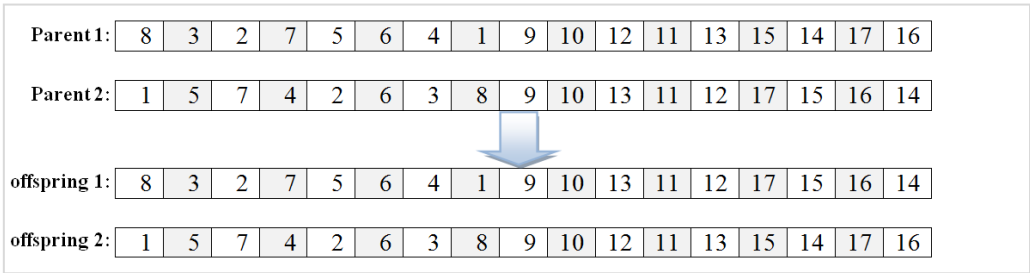 Parent 1: 8 3 2 7 5 6 4 1 9 10 12 11 13 15 14 17 16
Parent 2: 1 5 7 4 2 6 3 8 9 10 13 11 12 17 15 16 14
offspring 1: 8 3 2 7 5 6 4 1 9 10 13 11 12 17 15 16 14
offspring 2: 1 5 7 4 2 6 3 8 9 10 12 11 13 15 14 17 16